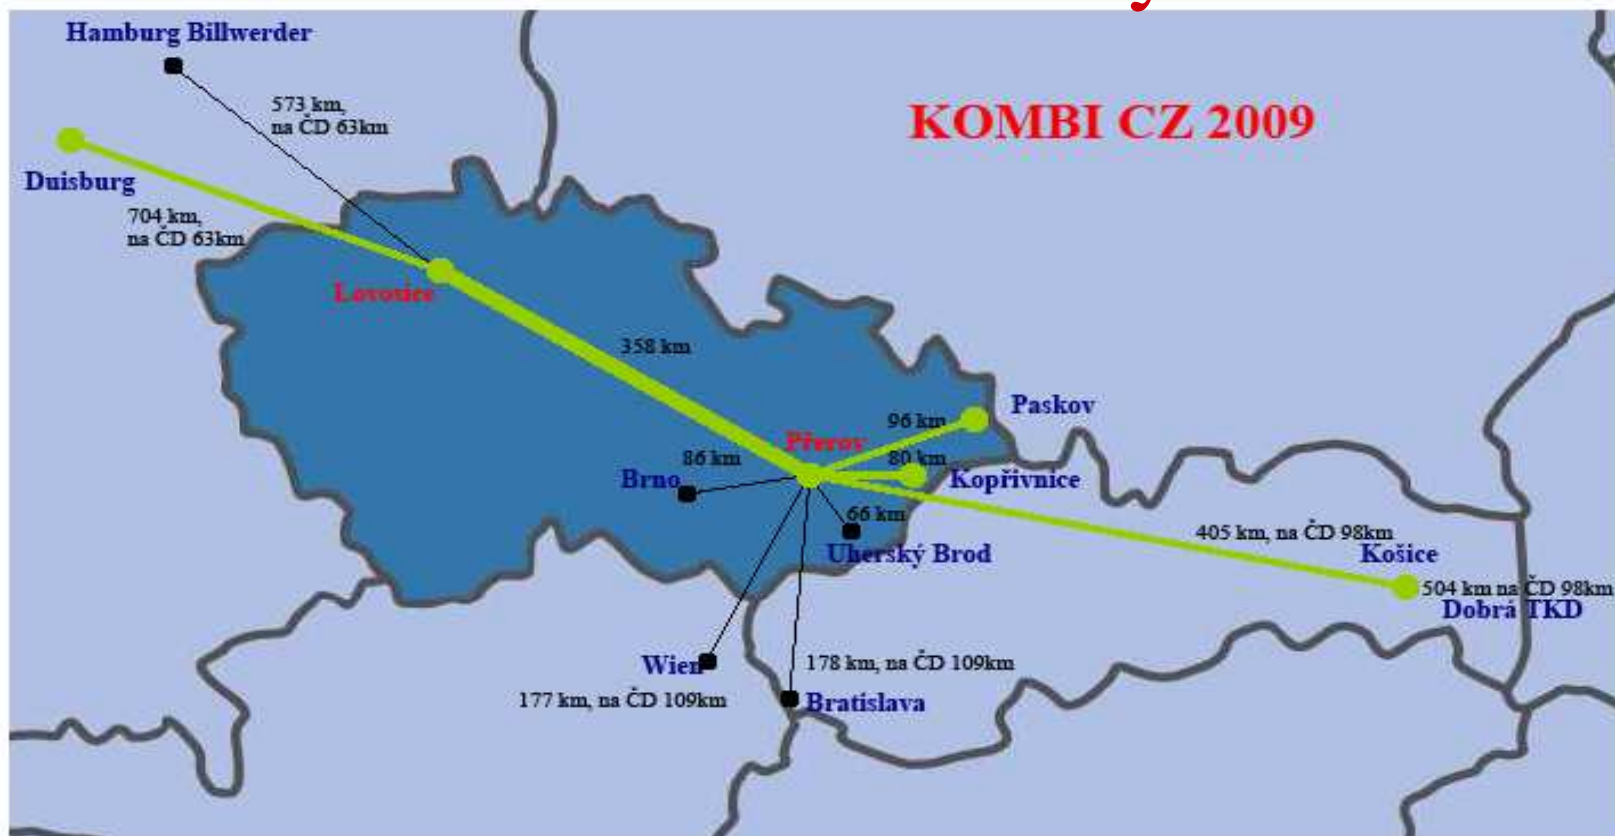 Hamburg Billwerder
573 km,
na ČD 63km
KOMBI CZ 2009
Duisburg
704 km,
na ČD 63km
Lovosice
358 km
Paskov
96 km
Přerov
86 km
80 km
Brno
Kopřivnice
66 km
Uherský Brod
405 km, na ČD 98km
Košice
504 km na ČD 98km
Dobrá TKD
Wien
178 km, na ČD 109km
177 km, na ČD 109km
Bratislava